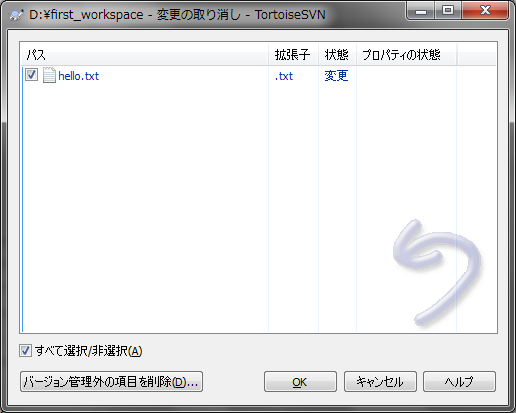 D:¥first_workspace - 変更の取り消し - TortoiseSVN
パス 拡張子 状態 プロパティの状態
hello.txt .txt 変更
すべて選択/非選択(A)
バージョン管理外の項目を削除(D)... OK キャンセル ヘルプ